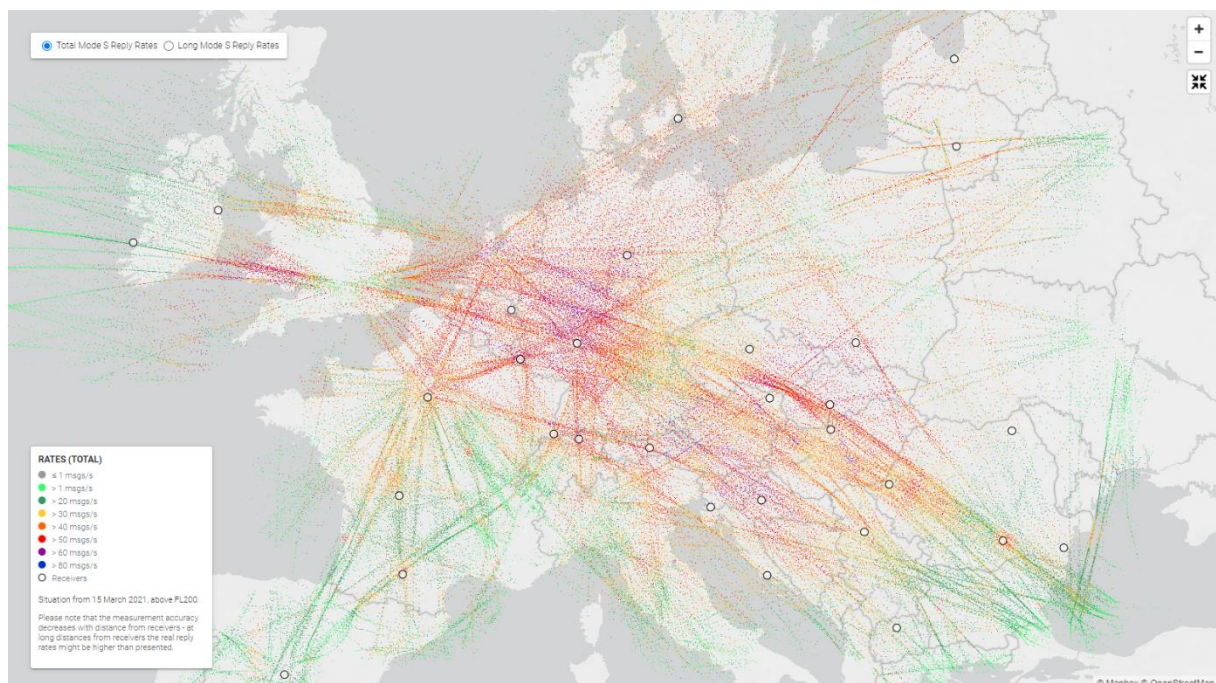 Total Mode S Reply Rates Long Mode S Reply Rates
+
−
RATES (TOTAL)
≤ 1 msgs/s
> 1 msgs/s
> 20 msgs/s
> 30 msgs/s
> 40 msgs/s
> 50 msgs/s
> 60 msgs/s
> 80 msgs/s
Receivers
Situation from 15 March 2021, above FL200.
Please note that the measurement accuracy
decreases with distance from receivers - at
long distances from receivers the real reply
rates might be higher than presented.
© Mapbox © OpenStreetMap